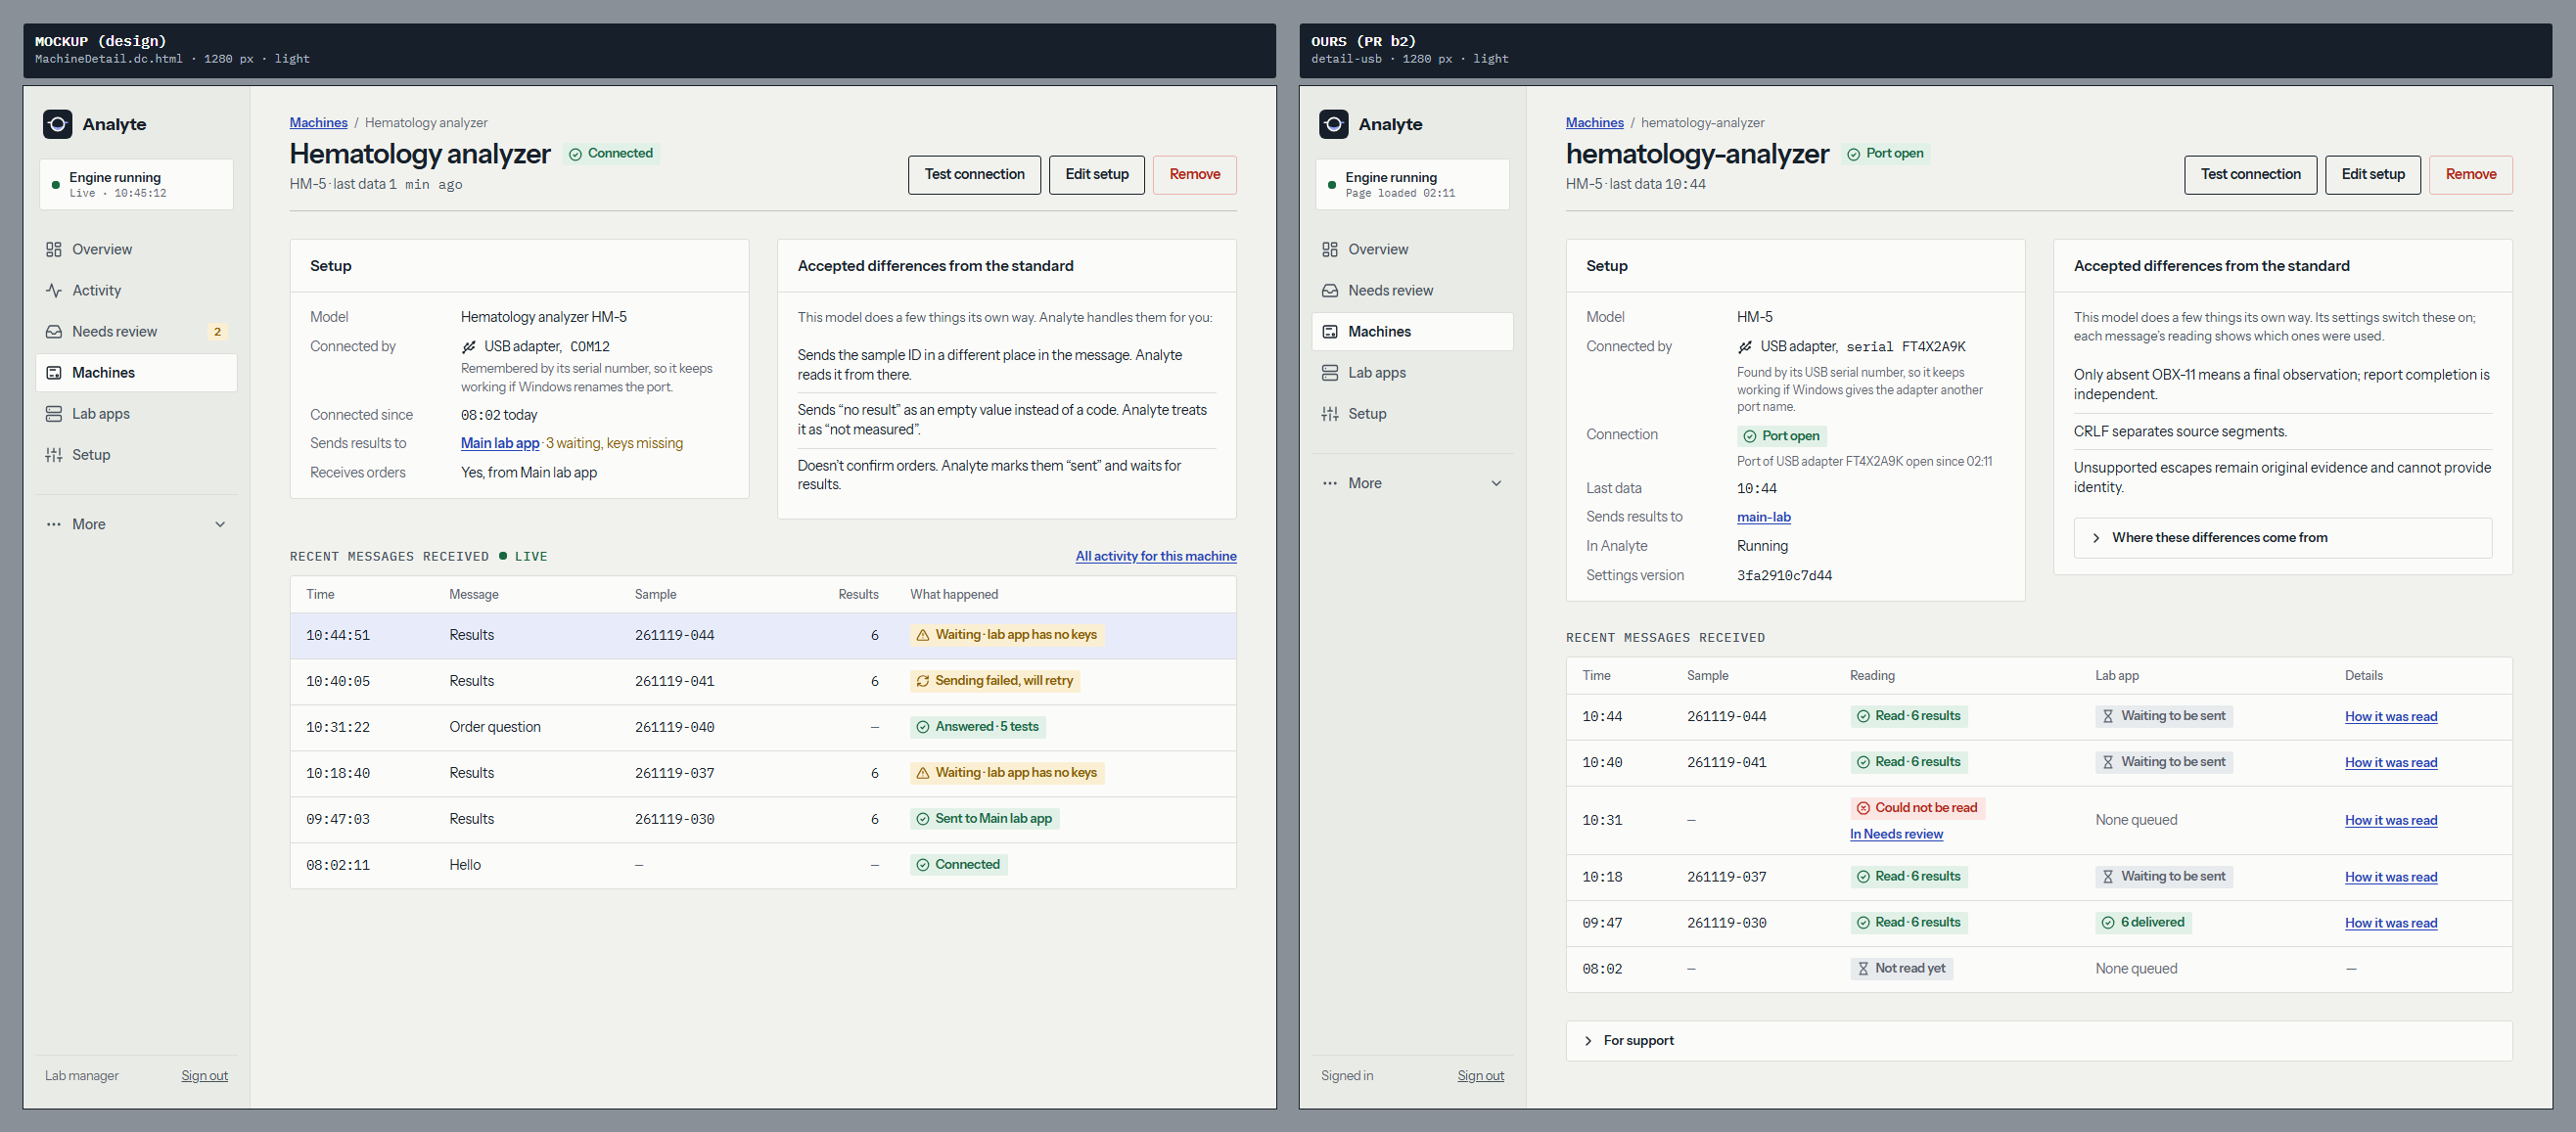 MOCKUP (design)
MachineDetail.dc.html · 1280 px · light
Analyte
Engine running
Live · 10:45:12
Overview
Activity
Needs review 2
Machines
Lab apps
Setup
More
Lab manager Sign out
Machines / Hematology analyzer
Hematology analyzer Connected
HM-5 · last data 1 min ago
Test connection Edit setup Remove
Setup
Model Hematology analyzer HM-5
Connected by USB adapter, COM12
Remembered by its serial number, so it keeps
working if Windows renames the port.
Connected since 08:02 today
Sends results to Main lab app · 3 waiting, keys missing
Receives orders Yes, from Main lab app
Accepted differences from the standard
This model does a few things its own way. Analyte handles them for you:
Sends the sample ID in a different place in the message. Analyte
reads it from there.
Sends “no result” as an empty value instead of a code. Analyte treats
it as “not measured”.
Doesn’t confirm orders. Analyte marks them “sent” and waits for
results.
RECENT MESSAGES RECEIVED LIVE All activity for this machine
Time Message Sample Results What happened
10:44:51 Results 261119-044 6 Waiting · lab app has no keys
10:40:05 Results 261119-041 6 Sending failed, will retry
10:31:22 Order question 261119-040 — Answered · 5 tests
10:18:40 Results 261119-037 6 Waiting · lab app has no keys
09:47:03 Results 261119-030 6 Sent to Main lab app
08:02:11 Hello — — Connected
OURS (PR b2)
detail-usb · 1280 px · light
Analyte
Engine running
Page loaded 02:11
Overview
Needs review
Machines
Lab apps
Setup
More
Signed in Sign out
Machines / hematology-analyzer
hematology-analyzer Port open
HM-5 · last data 10:44
Test connection Edit setup Remove
Setup
Model HM-5
Connected by USB adapter, serial FT4X2A9K
Found by its USB serial number, so it keeps
working if Windows gives the adapter another
port name.
Connection Port open
Port of USB adapter FT4X2A9K open since 02:11
Last data 10:44
Sends results to main-lab
In Analyte Running
Settings version 3fa2910c7d44
Accepted differences from the standard
This model does a few things its own way. Its settings switch these on;
each message’s reading shows which ones were used.
Only absent OBX-11 means a final observation; report completion is
independent.
CRLF separates source segments.
Unsupported escapes remain original evidence and cannot provide
identity.
Where these differences come from
RECENT MESSAGES RECEIVED
Time Sample Reading Lab app Details
10:44 261119-044 Read · 6 results Waiting to be sent How it was read
10:40 261119-041 Read · 6 results Waiting to be sent How it was read
10:31 — Could not be read None queued How it was read
In Needs review
10:18 261119-037 Read · 6 results Waiting to be sent How it was read
09:47 261119-030 Read · 6 results 6 delivered How it was read
08:02 — Not read yet None queued —
For support